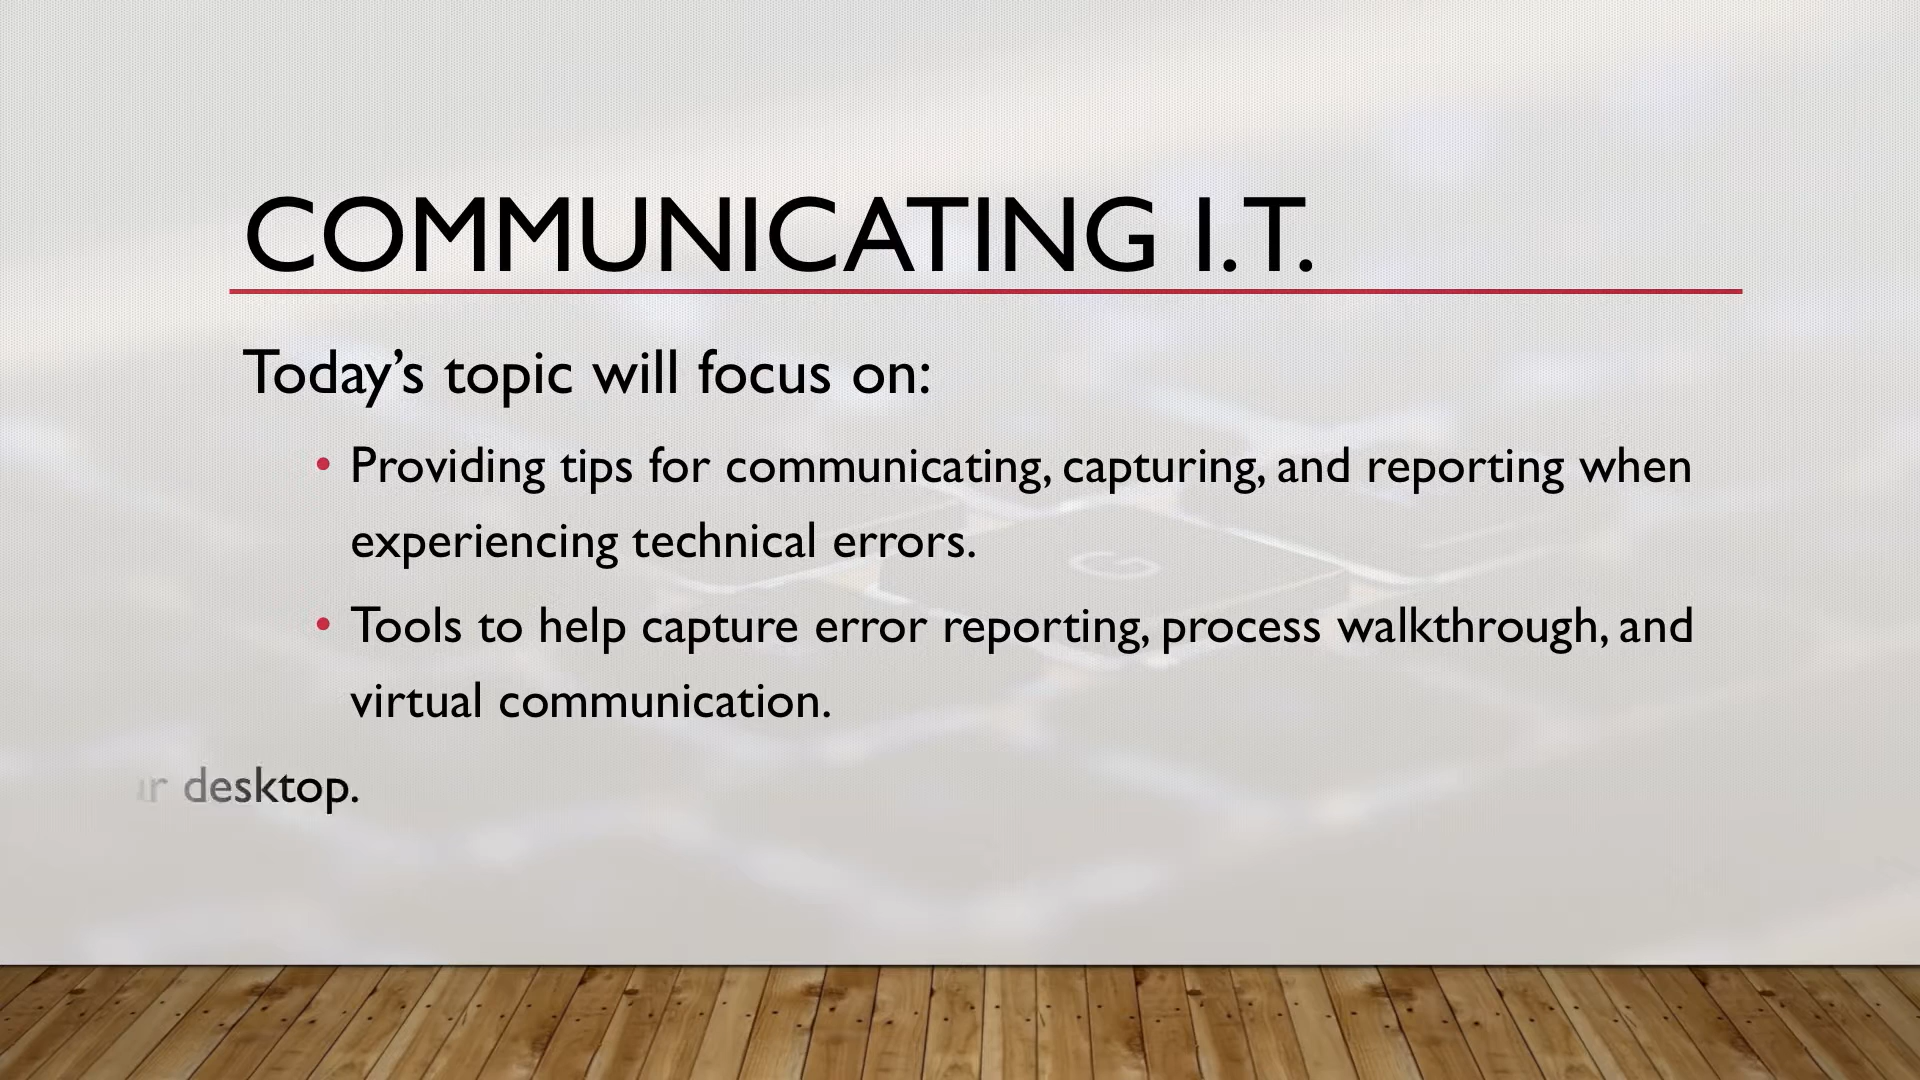 COMMUNICATING I.T.
Today’s topic will focus on:
• Providing tips for communicating, capturing, and reporting when
experiencing technical errors.
• Tools to help capture error reporting, process walkthrough, and
virtual communication.
desktop.
G